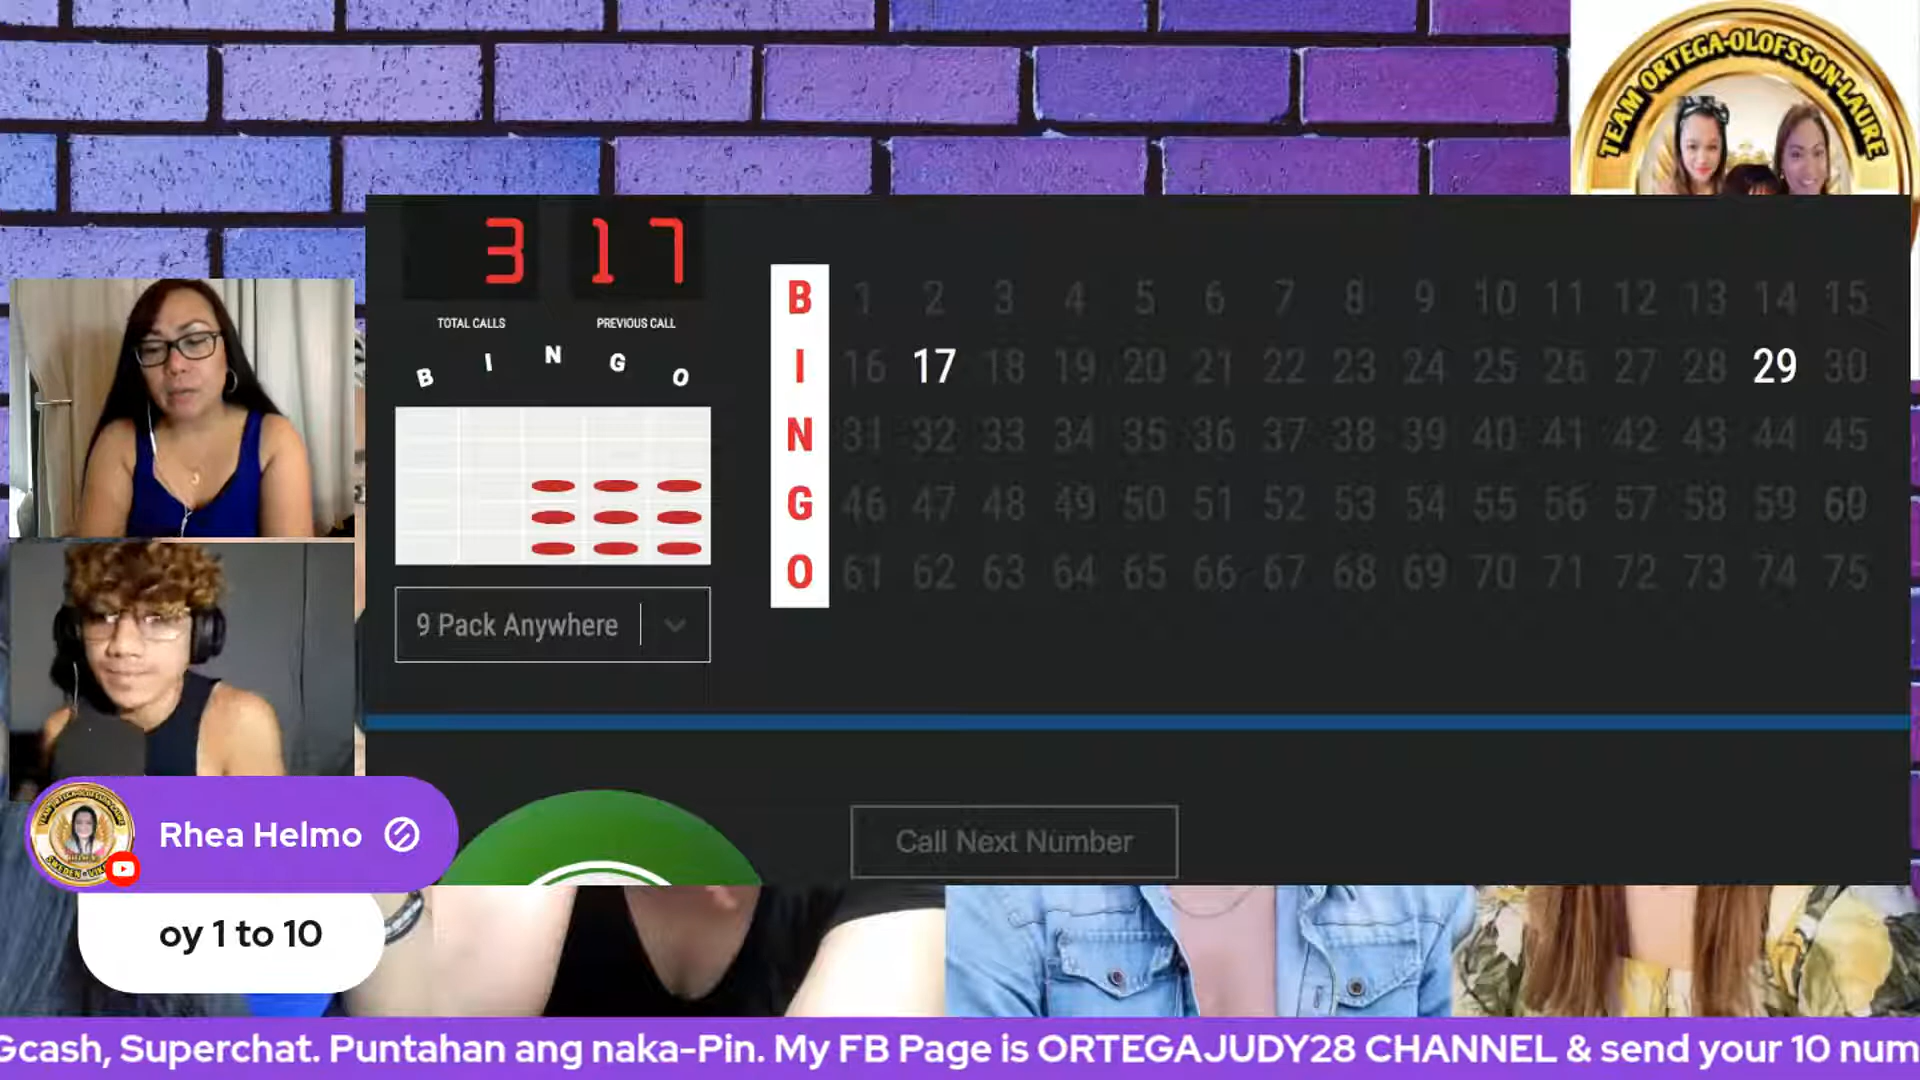 TEAM ORTEGA-OLOFSSON-LAURE
3 17
TOTAL CALLS PREVIOUS CALL
B I N G O
9 Pack Anywhere
B 1 2 3 4 5 6 7 8 9 10 11 12 13 14 15
I 16 17 18 19 20 21 22 23 24 25 26 27 28 29 30
N 31 32 33 34 35 36 37 38 39 40 41 42 43 44 45
G 46 47 48 49 50 51 52 53 54 55 56 57 58 59 60
O 61 62 63 64 65 66 67 68 69 70 71 72 73 74 75
Call Next Number
Rhea Helmo
oy 1 to 10
Gcash, Superchat. Puntahan ang naka-Pin. My FB Page is ORTEGAJUDY28 CHANNEL & send your 10 num